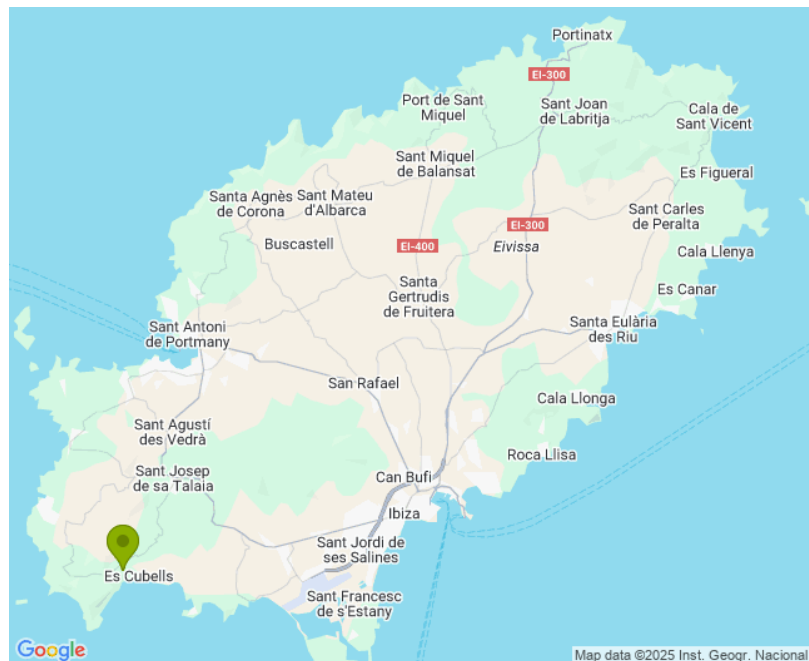 Portinatx
EI-300
Port de Sant
Miquel
Sant Joan
de Labritja
Cala de
Sant Vicent
Sant Miquel
de Balansat
Es Figueral
Santa Agnès
de Corona
Sant Mateu
d'Albarca
Sant Carles
de Peralta
EI-300
Buscastell
EI-400
Eivissa
Cala Llenya
Santa
Gertrudis
de Fruitera
Es Canar
Sant Antoni
de Portmany
Santa Eulària
des Riu
San Rafael
Cala Llonga
Sant Agustí
des Vedrà
Roca Llisa
Sant Josep
de sa Talaia
Can Bufi
Ibiza
Sant Jordi de
ses Salines
Es Cubells
Sant Francesc
de s'Estany
Google
Map data ©2025 Inst. Geogr. Nacional